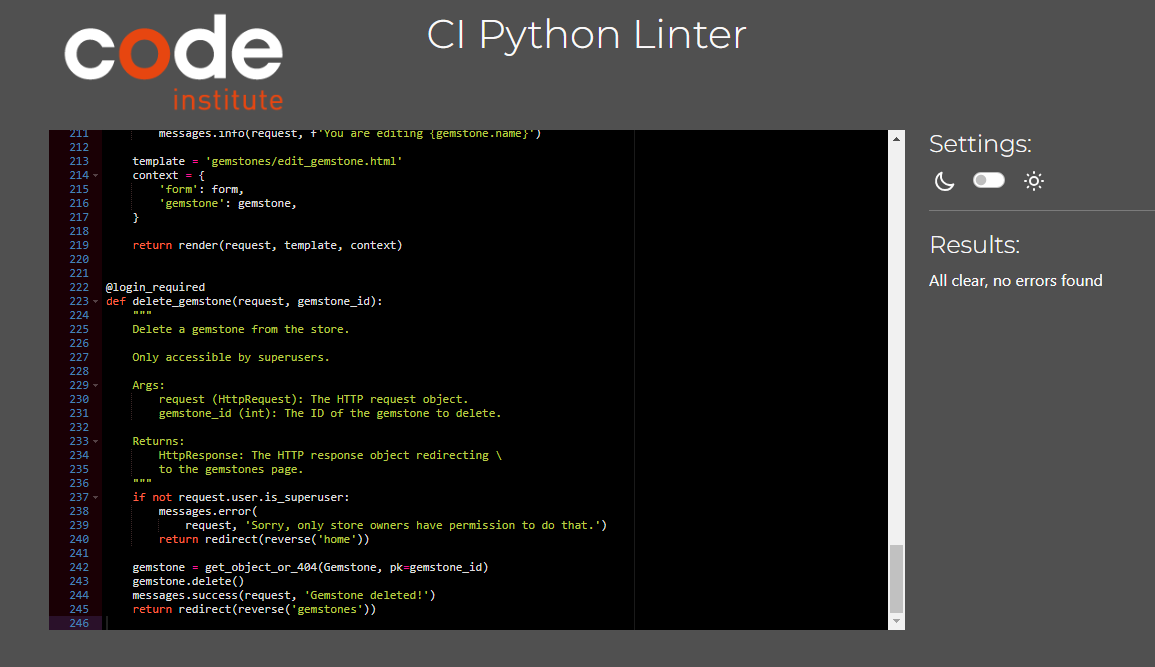 code
institute
CI Python Linter
211 messages.info(request, f'You are editing {gemstone.name}')
212
213 template = 'gemstones/edit_gemstone.html'
214 context = {
215 'form': form,
216 'gemstone': gemstone,
217 }
218
219 return render(request, template, context)
220
221
222 @login_required
223 def delete_gemstone(request, gemstone_id):
224 """
225 Delete a gemstone from the store.
226
227 Only accessible by superusers.
228
229 Args:
230 request (HttpRequest): The HTTP request object.
231 gemstone_id (int): The ID of the gemstone to delete.
232
233 Returns:
234 HttpResponse: The HTTP response object redirecting \
235 to the gemstones page.
236 """
237 if not request.user.is_superuser:
238 messages.error(
239 request, 'Sorry, only store owners have permission to do that.')
240 return redirect(reverse('home'))
241
242 gemstone = get_object_or_404(Gemstone, pk=gemstone_id)
243 gemstone.delete()
244 messages.success(request, 'Gemstone deleted!')
245 return redirect(reverse('gemstones'))
246
Settings:
Results:
All clear, no errors found